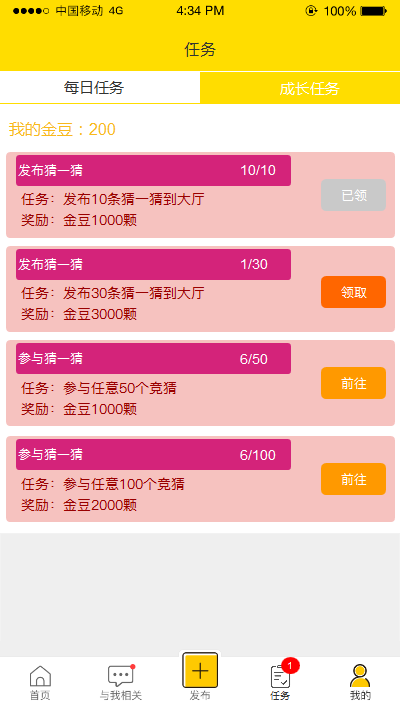 中国移动 4G 4:34 PM 100%
任务
每日任务 成长任务
我的金豆：200
发布猜一猜 10/10
任务：发布10条猜一猜到大厅
奖励：金豆1000颗
已领
发布猜一猜 1/30
任务：发布30条猜一猜到大厅
奖励：金豆3000颗
领取
参与猜一猜 6/50
任务：参与任意50个竞猜
奖励：金豆1000颗
前往
参与猜一猜 6/100
任务：参与任意100个竞猜
奖励：金豆2000颗
前往
1
首页 与我相关 发布 任务 我的